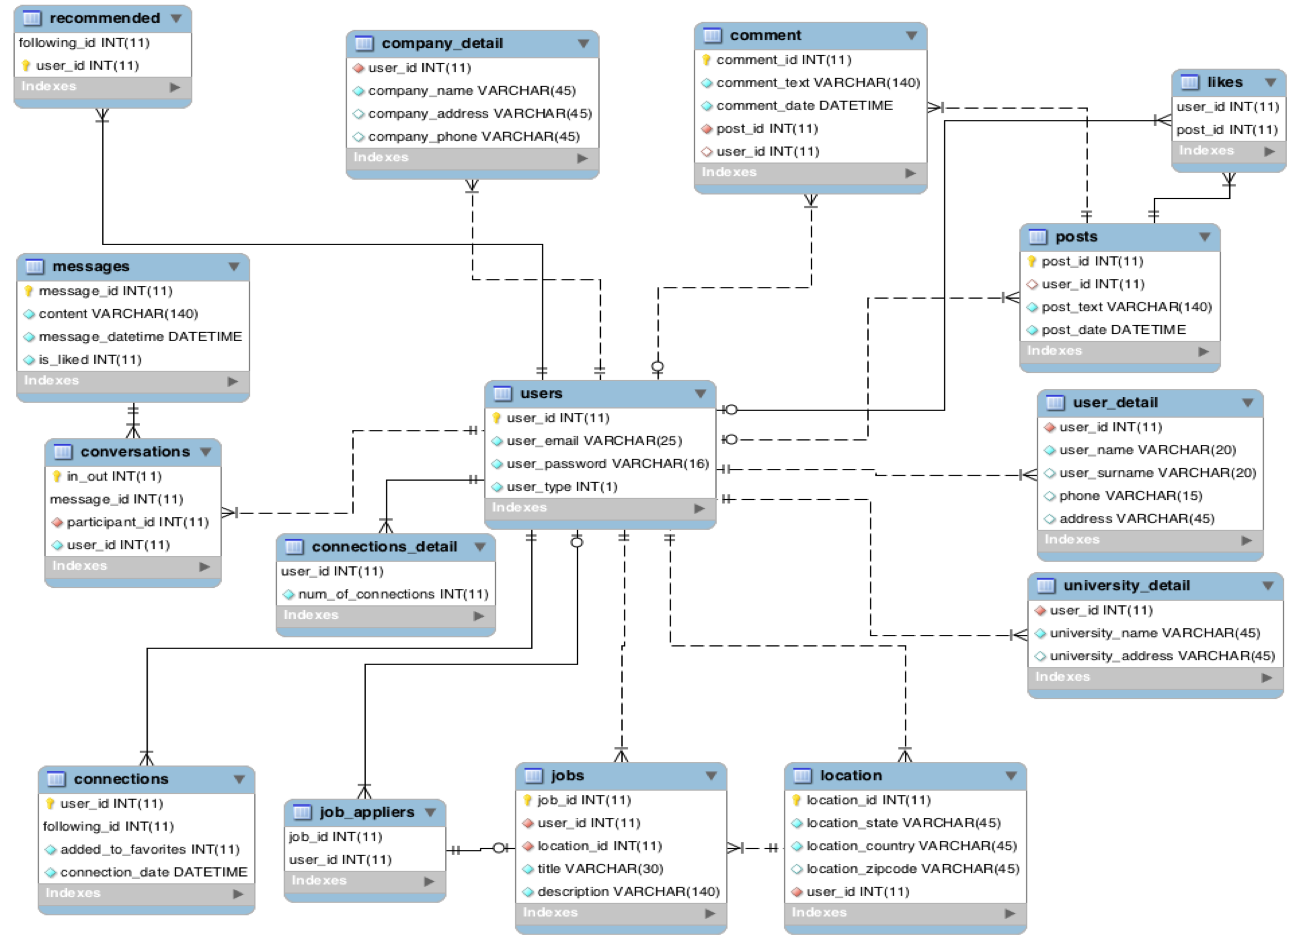 recommended
following_id INT(11)
user_id INT(11)
Indexes
company_detail
user_id INT(11)
company_name VARCHAR(45)
company_address VARCHAR(45)
company_phone VARCHAR(45)
Indexes
comment
comment_id INT(11)
comment_text VARCHAR(140)
comment_date DATETIME
post_id INT(11)
user_id INT(11)
Indexes
likes
user_id INT(11)
post_id INT(11)
Indexes
messages
message_id INT(11)
content VARCHAR(140)
message_datetime DATETIME
is_liked INT(11)
Indexes
posts
post_id INT(11)
user_id INT(11)
post_text VARCHAR(140)
post_date DATETIME
Indexes
users
user_id INT(11)
user_email VARCHAR(25)
user_password VARCHAR(16)
user_type INT(1)
Indexes
user_detail
user_id INT(11)
user_name VARCHAR(20)
user_surname VARCHAR(20)
phone VARCHAR(15)
address VARCHAR(45)
Indexes
conversations
in_out INT(11)
message_id INT(11)
participant_id INT(11)
user_id INT(11)
Indexes
connections_detail
user_id INT(11)
num_of_connections INT(11)
Indexes
university_detail
user_id INT(11)
university_name VARCHAR(45)
university_address VARCHAR(45)
Indexes
connections
user_id INT(11)
following_id INT(11)
added_to_favorites INT(11)
connection_date DATETIME
Indexes
job_appliers
job_id INT(11)
user_id INT(11)
Indexes
jobs
job_id INT(11)
user_id INT(11)
location_id INT(11)
title VARCHAR(30)
description VARCHAR(140)
Indexes
location
location_id INT(11)
location_state VARCHAR(45)
location_country VARCHAR(45)
location_zipcode VARCHAR(45)
user_id INT(11)
Indexes